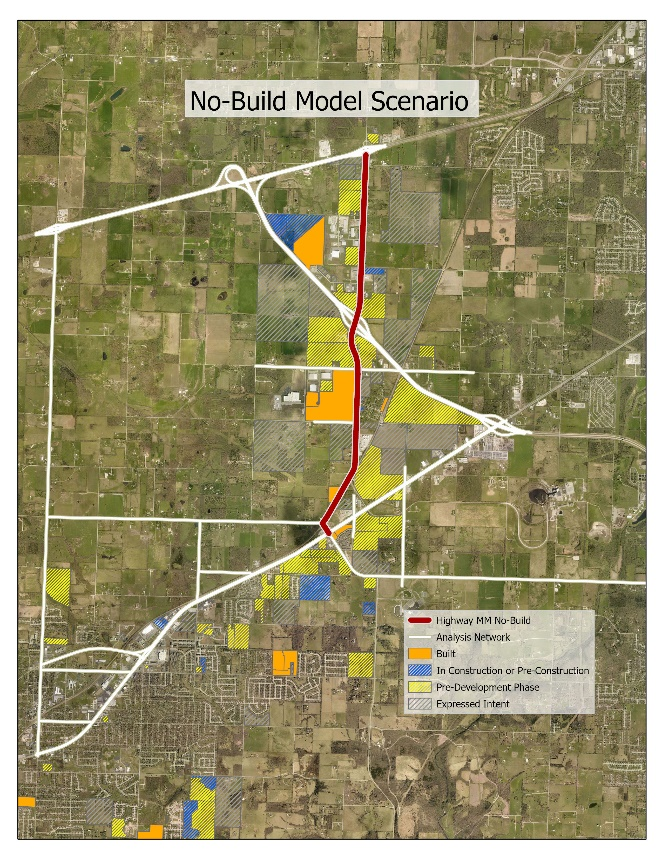 No-Build Model Scenario
Highway MM No-Build
Analysis Network
Built
In Construction or Pre-Construction
Pre-Development Phase
Expressed Intent